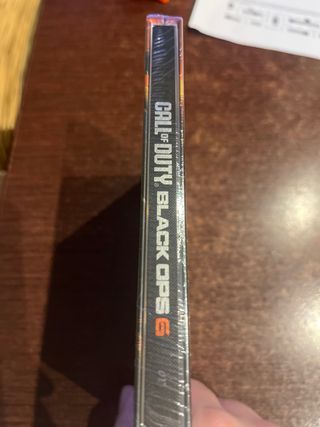 CALL OF DUTY® BLACK OPS 6